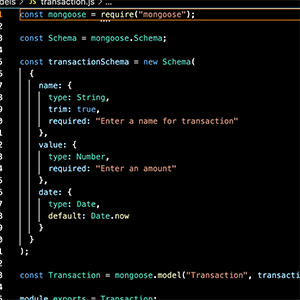 dels > JS transaction.js > ...
const mongoose = require("mongoose");
const Schema = mongoose.Schema;
const transactionSchema = new Schema(
{
name: {
type: String,
trim: true,
required: "Enter a name for transaction"
},
value: {
type: Number,
required: "Enter an amount"
},
date: {
type: Date,
default: Date.now
}
}
);
const Transaction = mongoose.model("Transaction", transacti
module.exports = Transaction;